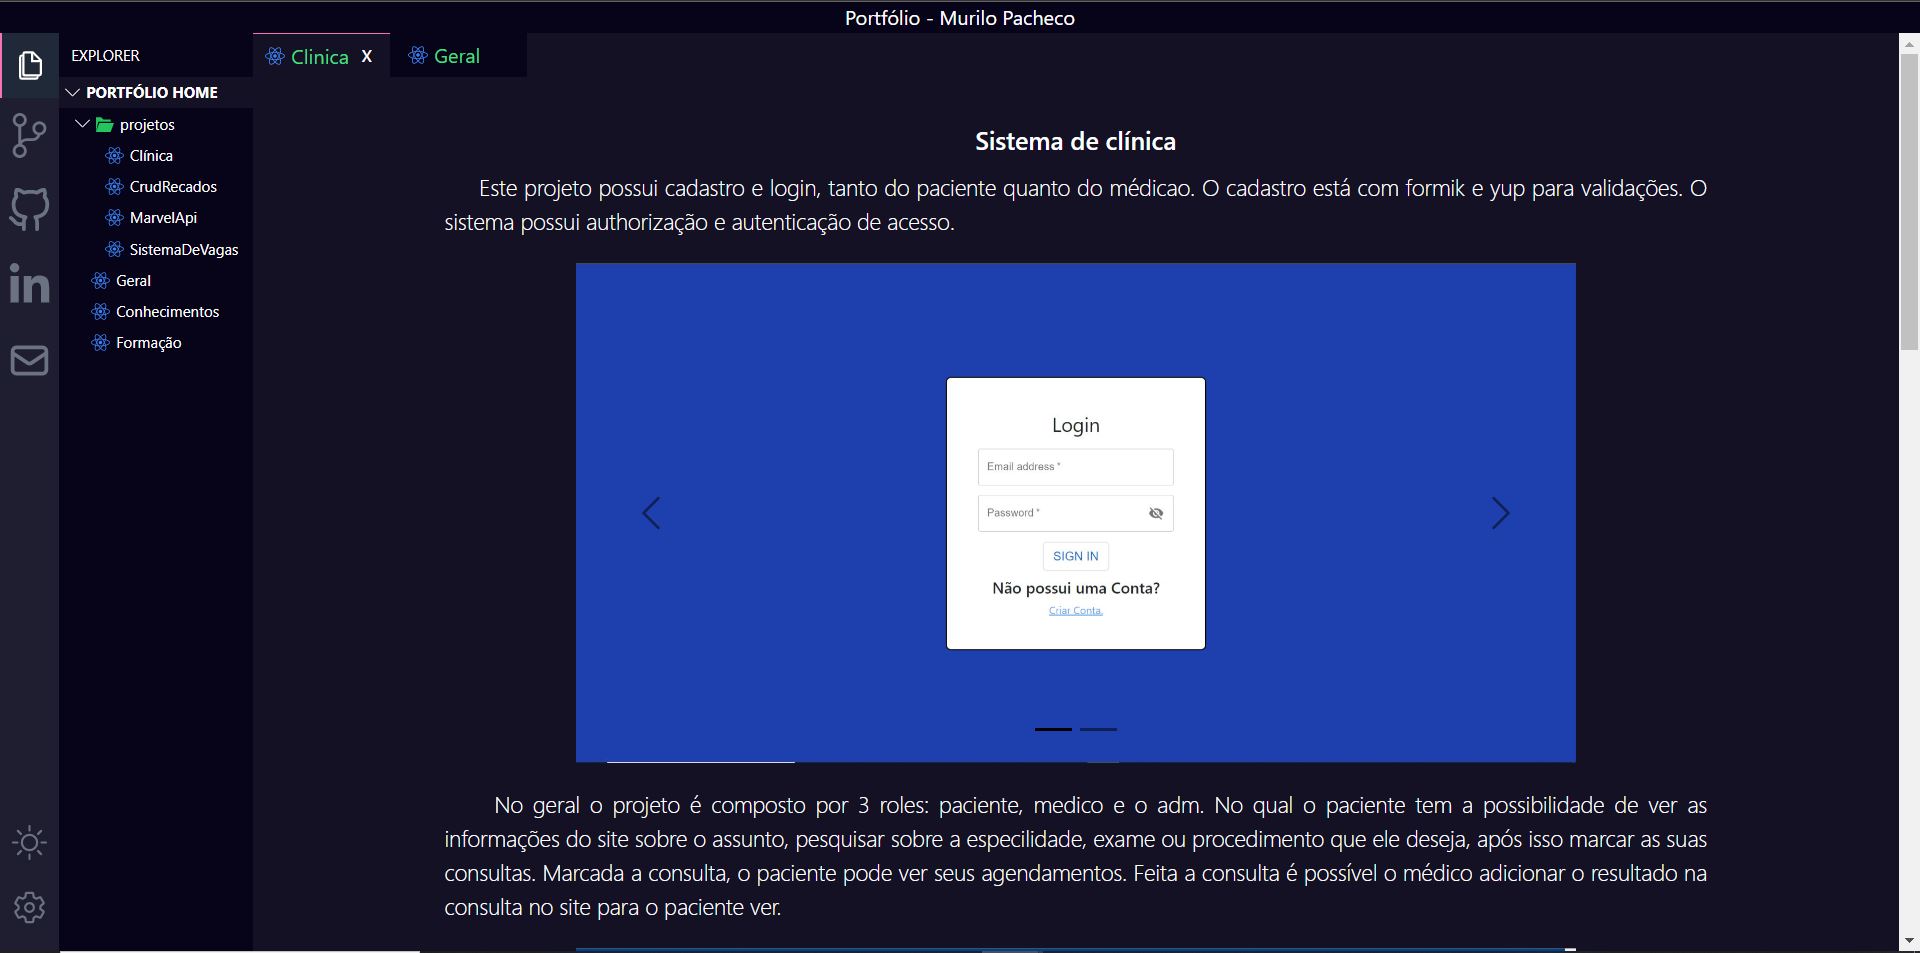 Portfólio - Murilo Pacheco
EXPLORER
PORTFÓLIO HOME
projetos
Clínica
CrudRecados
MarvelApi
SistemaDeVagas
Geral
Conhecimentos
Formação
Clinica X
Geral
Sistema de clínica
Este projeto possui cadastro e login, tanto do paciente quanto do médicao. O cadastro está com formik e yup para validações. O
sistema possui authorização e autenticação de acesso.
Login
Email address *
Password *
SIGN IN
Não possui uma Conta?
Criar Conta.
No geral o projeto é composto por 3 roles: paciente, medico e o adm. No qual o paciente tem a possibilidade de ver as
informações do site sobre o assunto, pesquisar sobre a especilidade, exame ou procedimento que ele deseja, após isso marcar as suas
consultas. Marcada a consulta, o paciente pode ver seus agendamentos. Feita a consulta é possível o médico adicionar o resultado na
consulta no site para o paciente ver.